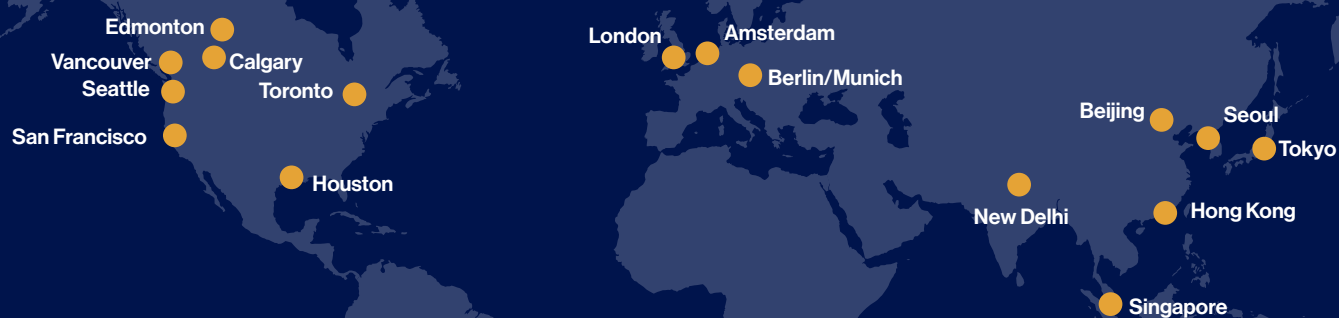 Edmonton
Vancouver
Calgary
Seattle
Toronto
San Francisco
Houston
London
Amsterdam
Berlin/Munich
Beijing
Seoul
Tokyo
New Delhi
Hong Kong
Singapore